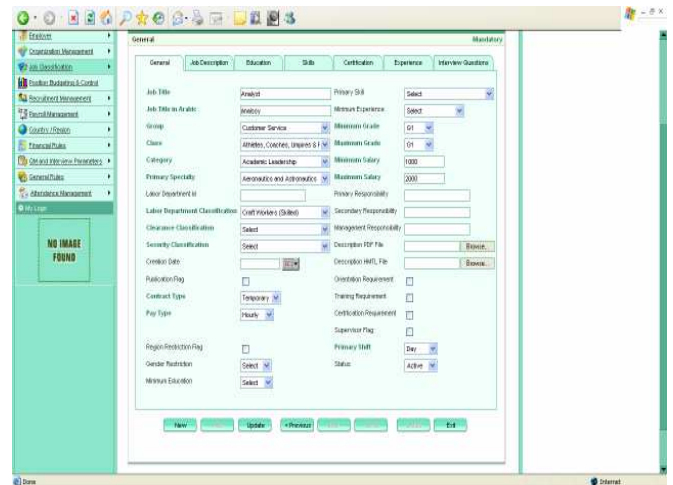 Employer
General
Mandatory
Organization Management
Job Classification
Position Budgeting & Control
Recruitment Management
Payroll Management
Country / Region
Financial Rules
General Rules
Attendance Management
My Logo
NO IMAGE
FOUND
General Job Description Education Skills Certification Experience Interview Questions
Job Title Analyst Primary Skill Select
Job Title in Arabic Minimum Experience Select
Group Customer Service Minimum Grade G1
Class Athletes, Coaches, Umpires & F Maximum Grade G1
Category Academic Leadership Minimum Salary 1000
Primary Specialty Aeronautics and Astronautics Maximum Salary 2000
Labor Department Id Primary Responsibility
Labor Department Classification Craft Workers (Skilled) Secondary Responsibility
Clearance Classification Select Management Responsibility
Security Classification Select Description PDF File Browse...
Creation Date Description HMTL File Browse...
Publication Flag Orientation Requirement
Contract Type Temporary Training Requirement
Pay Type Hourly Certification Requirement
Supervisor Flag
Region Restriction Flag Primary Shift Day
Gender Restriction Select Status Active
Minimum Education Select
New Update < Previous Exit
Done Internet